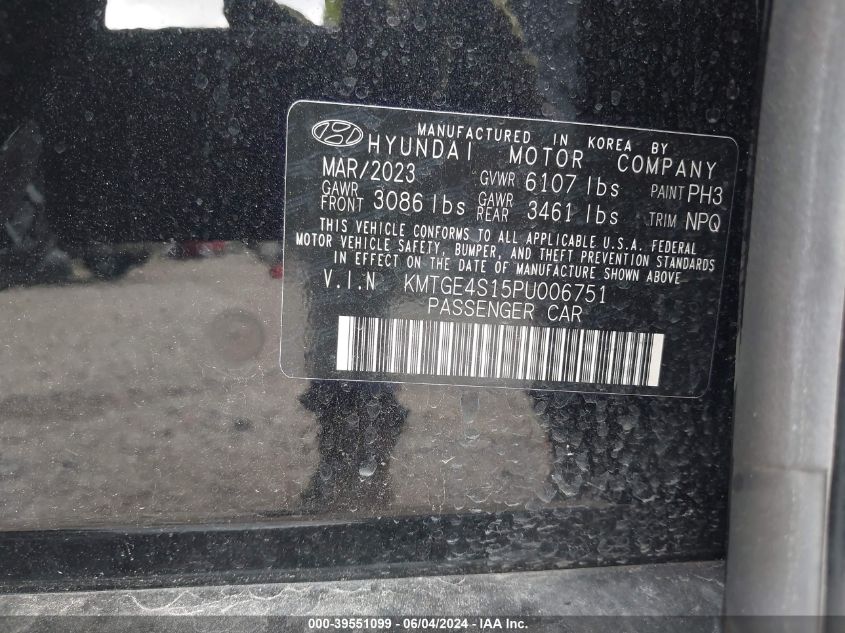 MANUFACTURED IN KOREA BY
HYUNDAI MOTOR COMPANY
MAR/2023 GVWR 6107 lbs PAINT PH3
GAWR FRONT 3086 lbs GAWR REAR 3461 lbs TRIM NPQ
THIS VEHICLE CONFORMS TO ALL APPLICABLE U.S.A. FEDERAL
MOTOR VEHICLE SAFETY, BUMPER, AND THEFT PREVENTION STANDARDS
IN EFFECT ON THE DATE OF MANUFACTURE SHOWN ABOVE
V.I.N KMTGE4S15PU006751
PASSENGER CAR
000-39551099 - 06/04/2024 - IAA Inc.